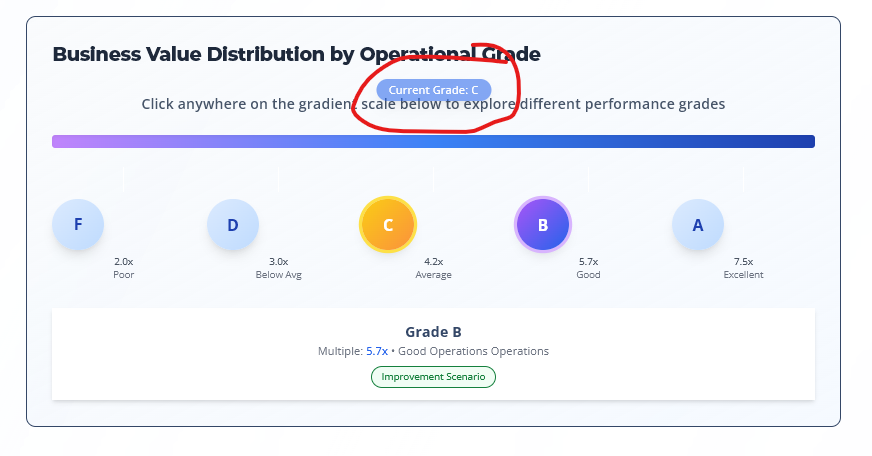 Business Value Distribution by Operational Grade
Current Grade: C
Click anywhere on the gradient scale below to explore different performance grades
F D C B A
2.0x 3.0x 4.2x 5.7x 7.5x
Poor Below Avg Average Good Excellent
Grade B
Multiple: 5.7x • Good Operations Operations
Improvement Scenario